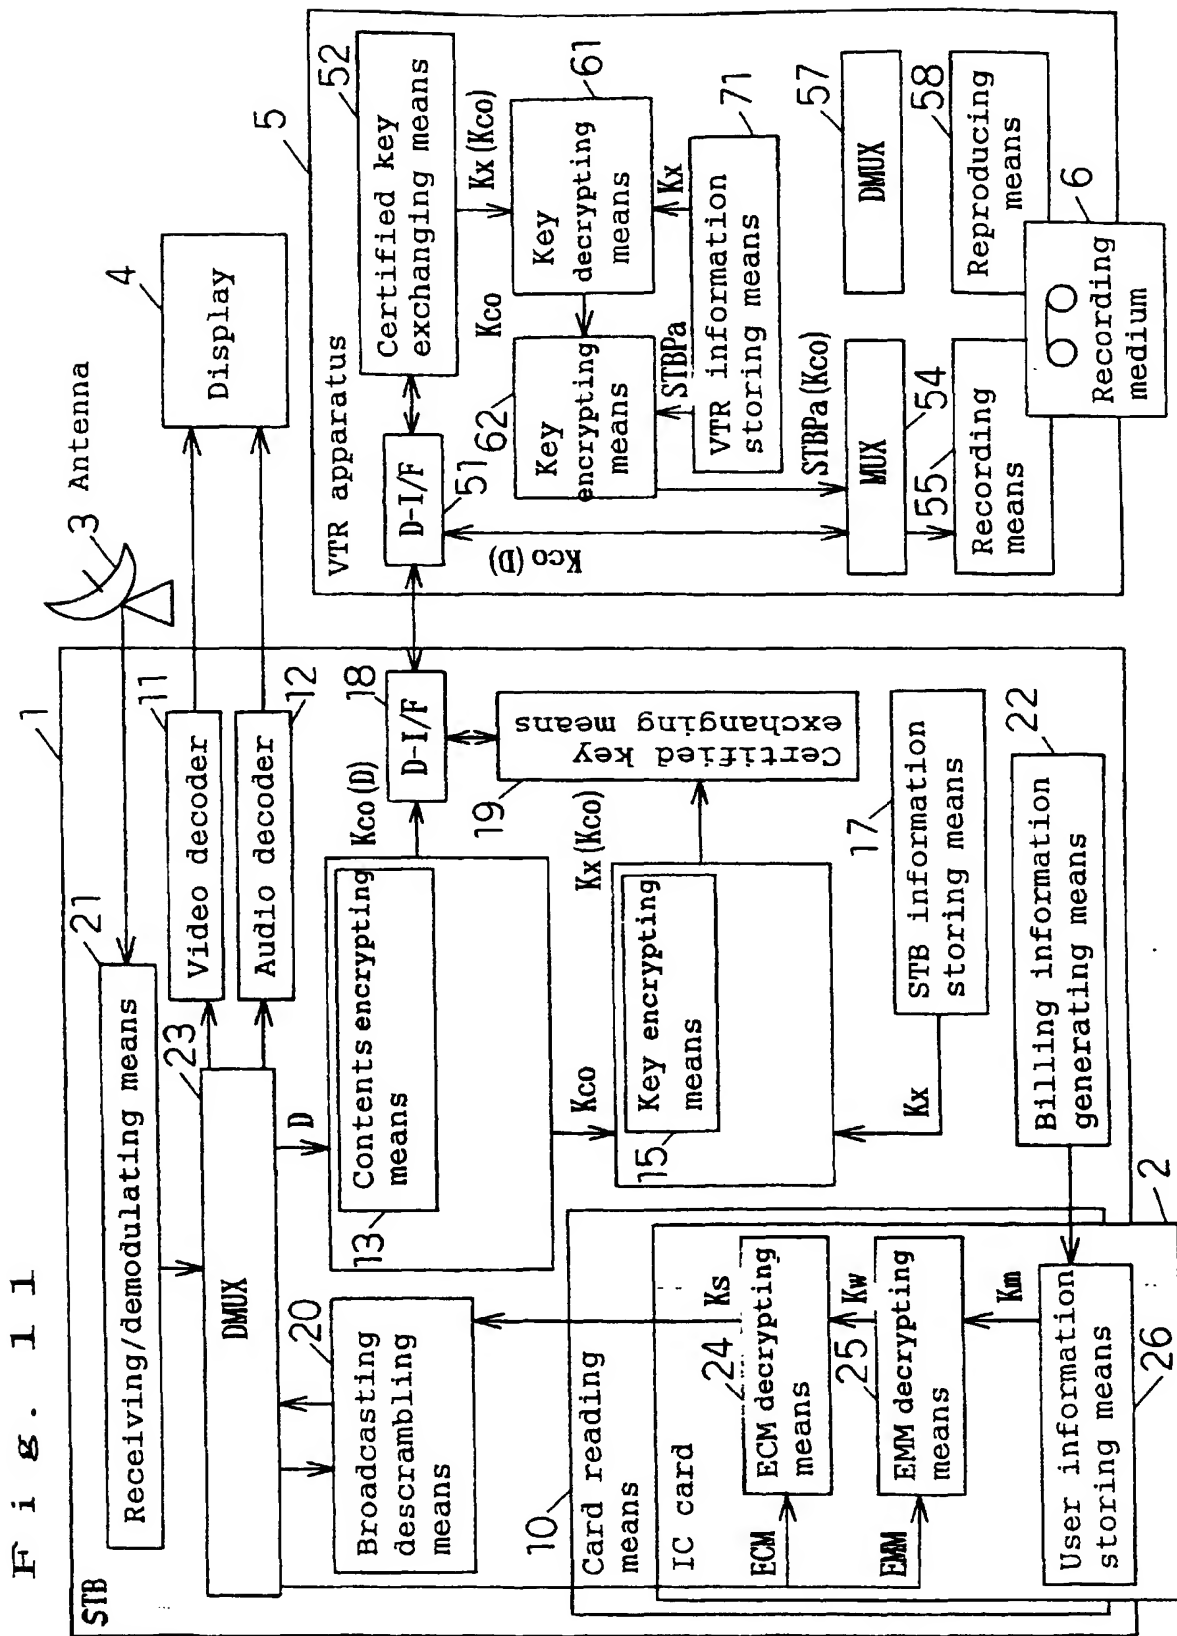 Fig. 11
STB
1
Receiving/demodulating means
21
3
Antenna
DMUX
23
Video decoder
11
Audio decoder
12
4
Display
Broadcasting
descrambling
means
20
D
Contents encrypting
means
13
Kco(D)
D-I/F
18
Kco
Key encrypting
means
15
Kx(Kco)
Certified key
exchanging means
19
Kx
STB information
storing means
17
Billing information
generating means
22
Card reading
means
10
IC card
2
Ks
ECM
ECM decrypting
means
24
Kw
EMM
EMM decrypting
means
25
Km
User information
storing means
26
VTR apparatus
5
D-I/F
51
Certified key
exchanging means
52
Kx(Kco)
Kco
Key
decrypting
means
61
Key
encrypting
means
62
Kx
STBPa
VTR information
storing means
71
Kco(D)
STBPa(Kco)
MUX
54
DMUX
57
Recording
means
55
Reproducing
means
58
Recording
medium
6